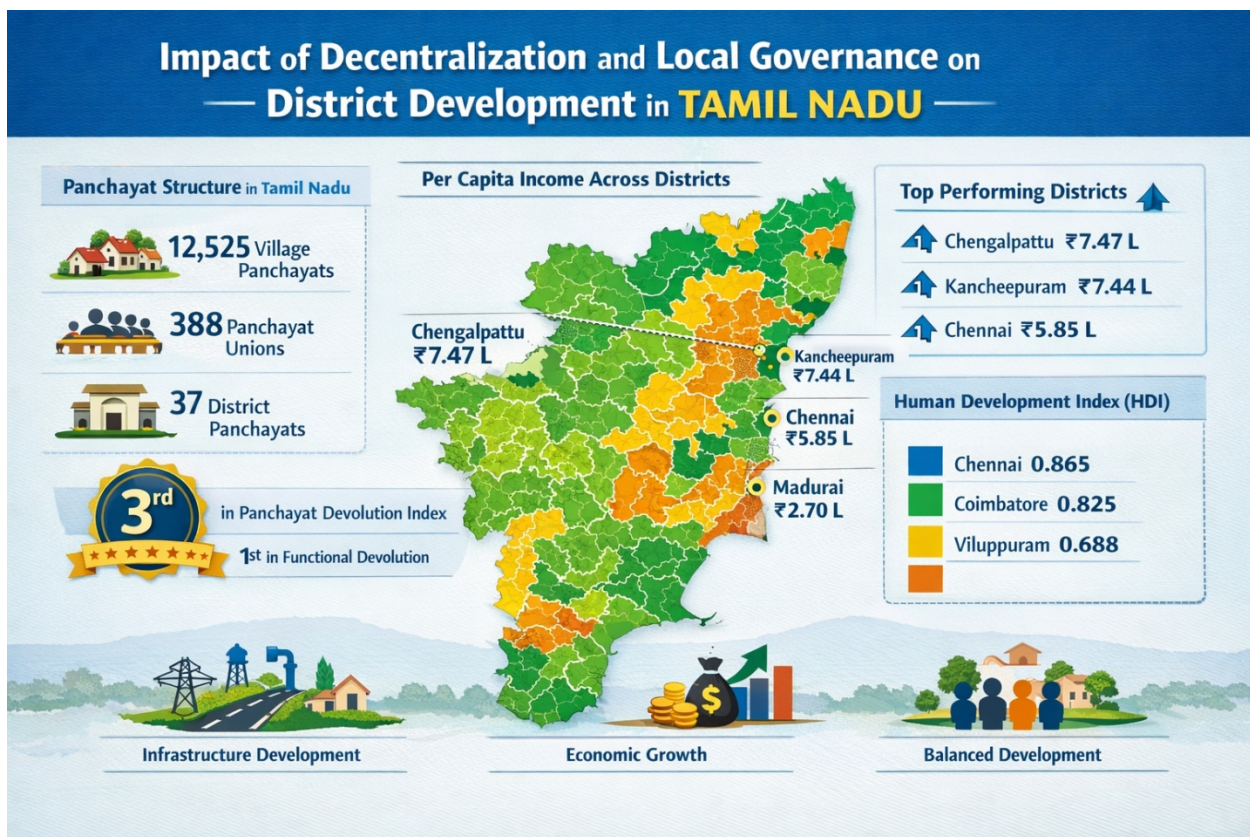 Impact of Decentralization and Local Governance on
District Development in TAMIL NADU
Panchayat Structure in Tamil Nadu
12,525 Village
Panchayats
388 Panchayat
Unions
37 District
Panchayats
3rd
in Panchayat Devolution Index
1st in Functional Devolution
Per Capita Income Across Districts
Chengalpattu
₹7.47 L
Kancheepuram
₹7.44 L
Chennai
₹5.85 L
Madurai
₹2.70 L
Top Performing Districts
1 Chengalpattu ₹7.47 L
1 Kancheepuram ₹7.44 L
1 Chennai ₹5.85 L
Human Development Index (HDI)
Chennai 0.865
Coimbatore 0.825
Viluppuram 0.688
$
Infrastructure Development
Economic Growth
Balanced Development